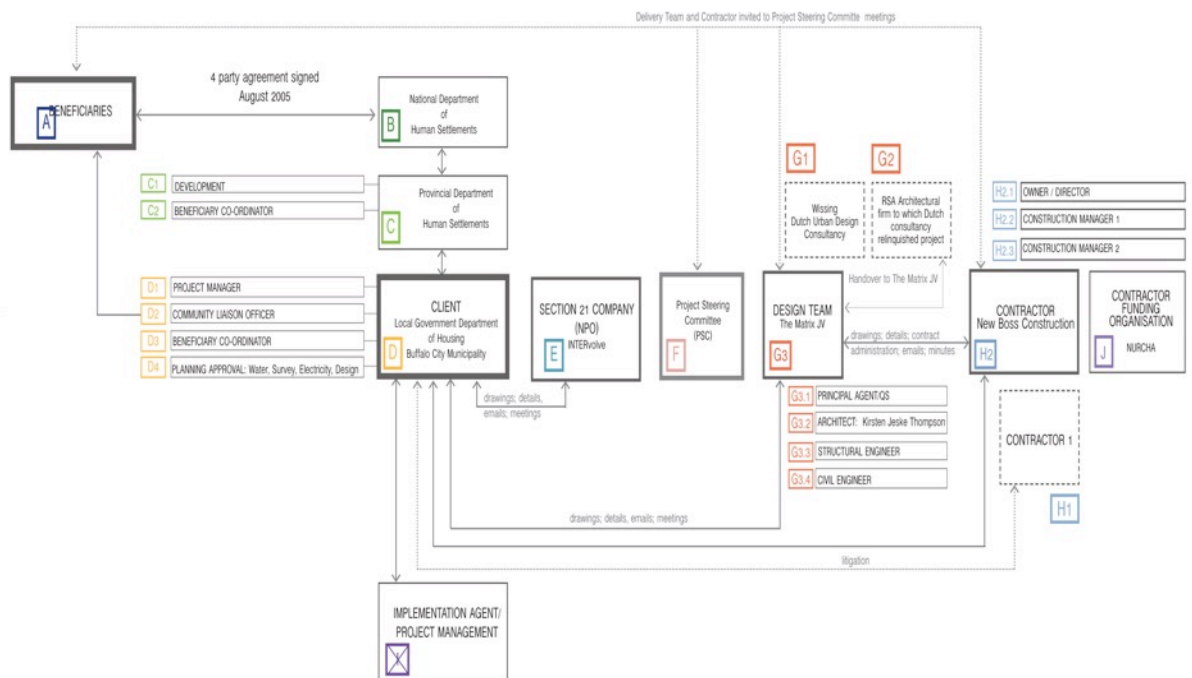 Delivery Team and Contractor invited to Project Steering Committe meetings
4 party agreement signed
August 2005
BENEFICIARIES
A
National Department
of
Human Settlements
B
C1
DEVELOPMENT
C2
BENEFICIARY CO-ORDINATOR
Provincial Department
of
Human Settlements
C
G1
G2
Wissing
Dutch Urban Design
Consultancy
RSA Architectural
firm to which Dutch
consultancy
relinquished project
H2.1
OWNER / DIRECTOR
H2.2
CONSTRUCTION MANAGER 1
H2.3
CONSTRUCTION MANAGER 2
Handover to The Matrix JV
D1
PROJECT MANAGER
D2
COMMUNITY LIAISON OFFICER
D3
BENEFICIARY CO-ORDINATOR
D4
PLANNING APPROVAL: Water, Survey, Electricity, Design
CLIENT
Local Government Department
of Housing
Buffalo City Municipality
D
SECTION 21 COMPANY
(NPO)
INTERvolve
E
Project Steering
Committee
(PSC)
F
DESIGN TEAM
The Matrix JV
G3
drawings; details; contract
administration; emails; minutes
CONTRACTOR
New Boss Construction
H2
CONTRACTOR
FUNDING
ORGANISATION
NURCHA
J
drawings; details,
emails; meetings
G3.1
PRINCIPAL AGENT/QS
G3.2
ARCHITECT: Kirsten Jeske Thompson
G3.3
STRUCTURAL ENGINEER
G3.4
CIVIL ENGINEER
CONTRACTOR 1
H1
drawings; details, emails; meetings
litigation
IMPLEMENTATION AGENT/
PROJECT MANAGEMENT
I